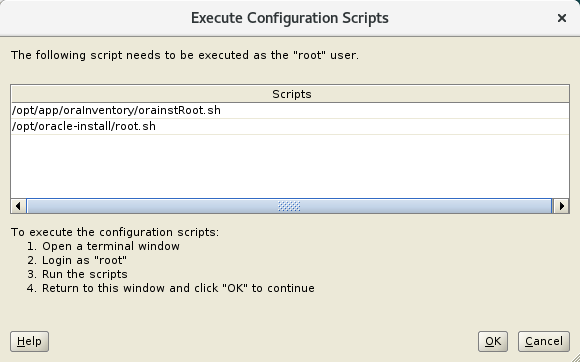 Execute Configuration Scripts
The following script needs to be executed as the "root" user.
Scripts
/opt/app/oraInventory/orainstRoot.sh
/opt/oracle-install/root.sh
To execute the configuration scripts:
1. Open a terminal window
2. Login as "root"
3. Run the scripts
4. Return to this window and click "OK" to continue
Help
OK
Cancel